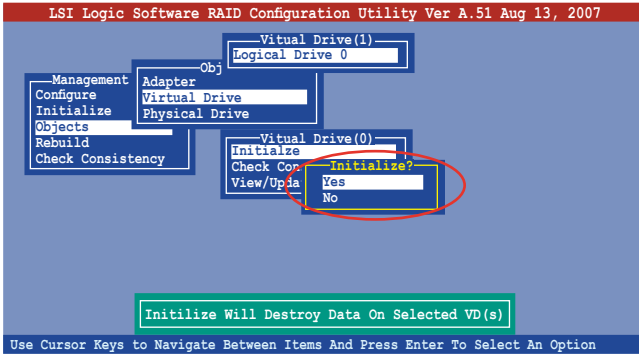 LSI Logic Software RAID Configuration Utility Ver A.51 Aug 13, 2007
Vitual Drive(1)
Logical Drive 0
Obj
Adapter
Virtual Drive
Physical Drive
Management
Configure
Initialize
Objects
Rebuild
Check Consistency
Vitual Drive(0)
Initialze
Check Con
View/Upda
Initialize?
Yes
No
Initilize Will Destroy Data On Selected VD(s)
Use Cursor Keys to Navigate Between Items And Press Enter To Select An Option